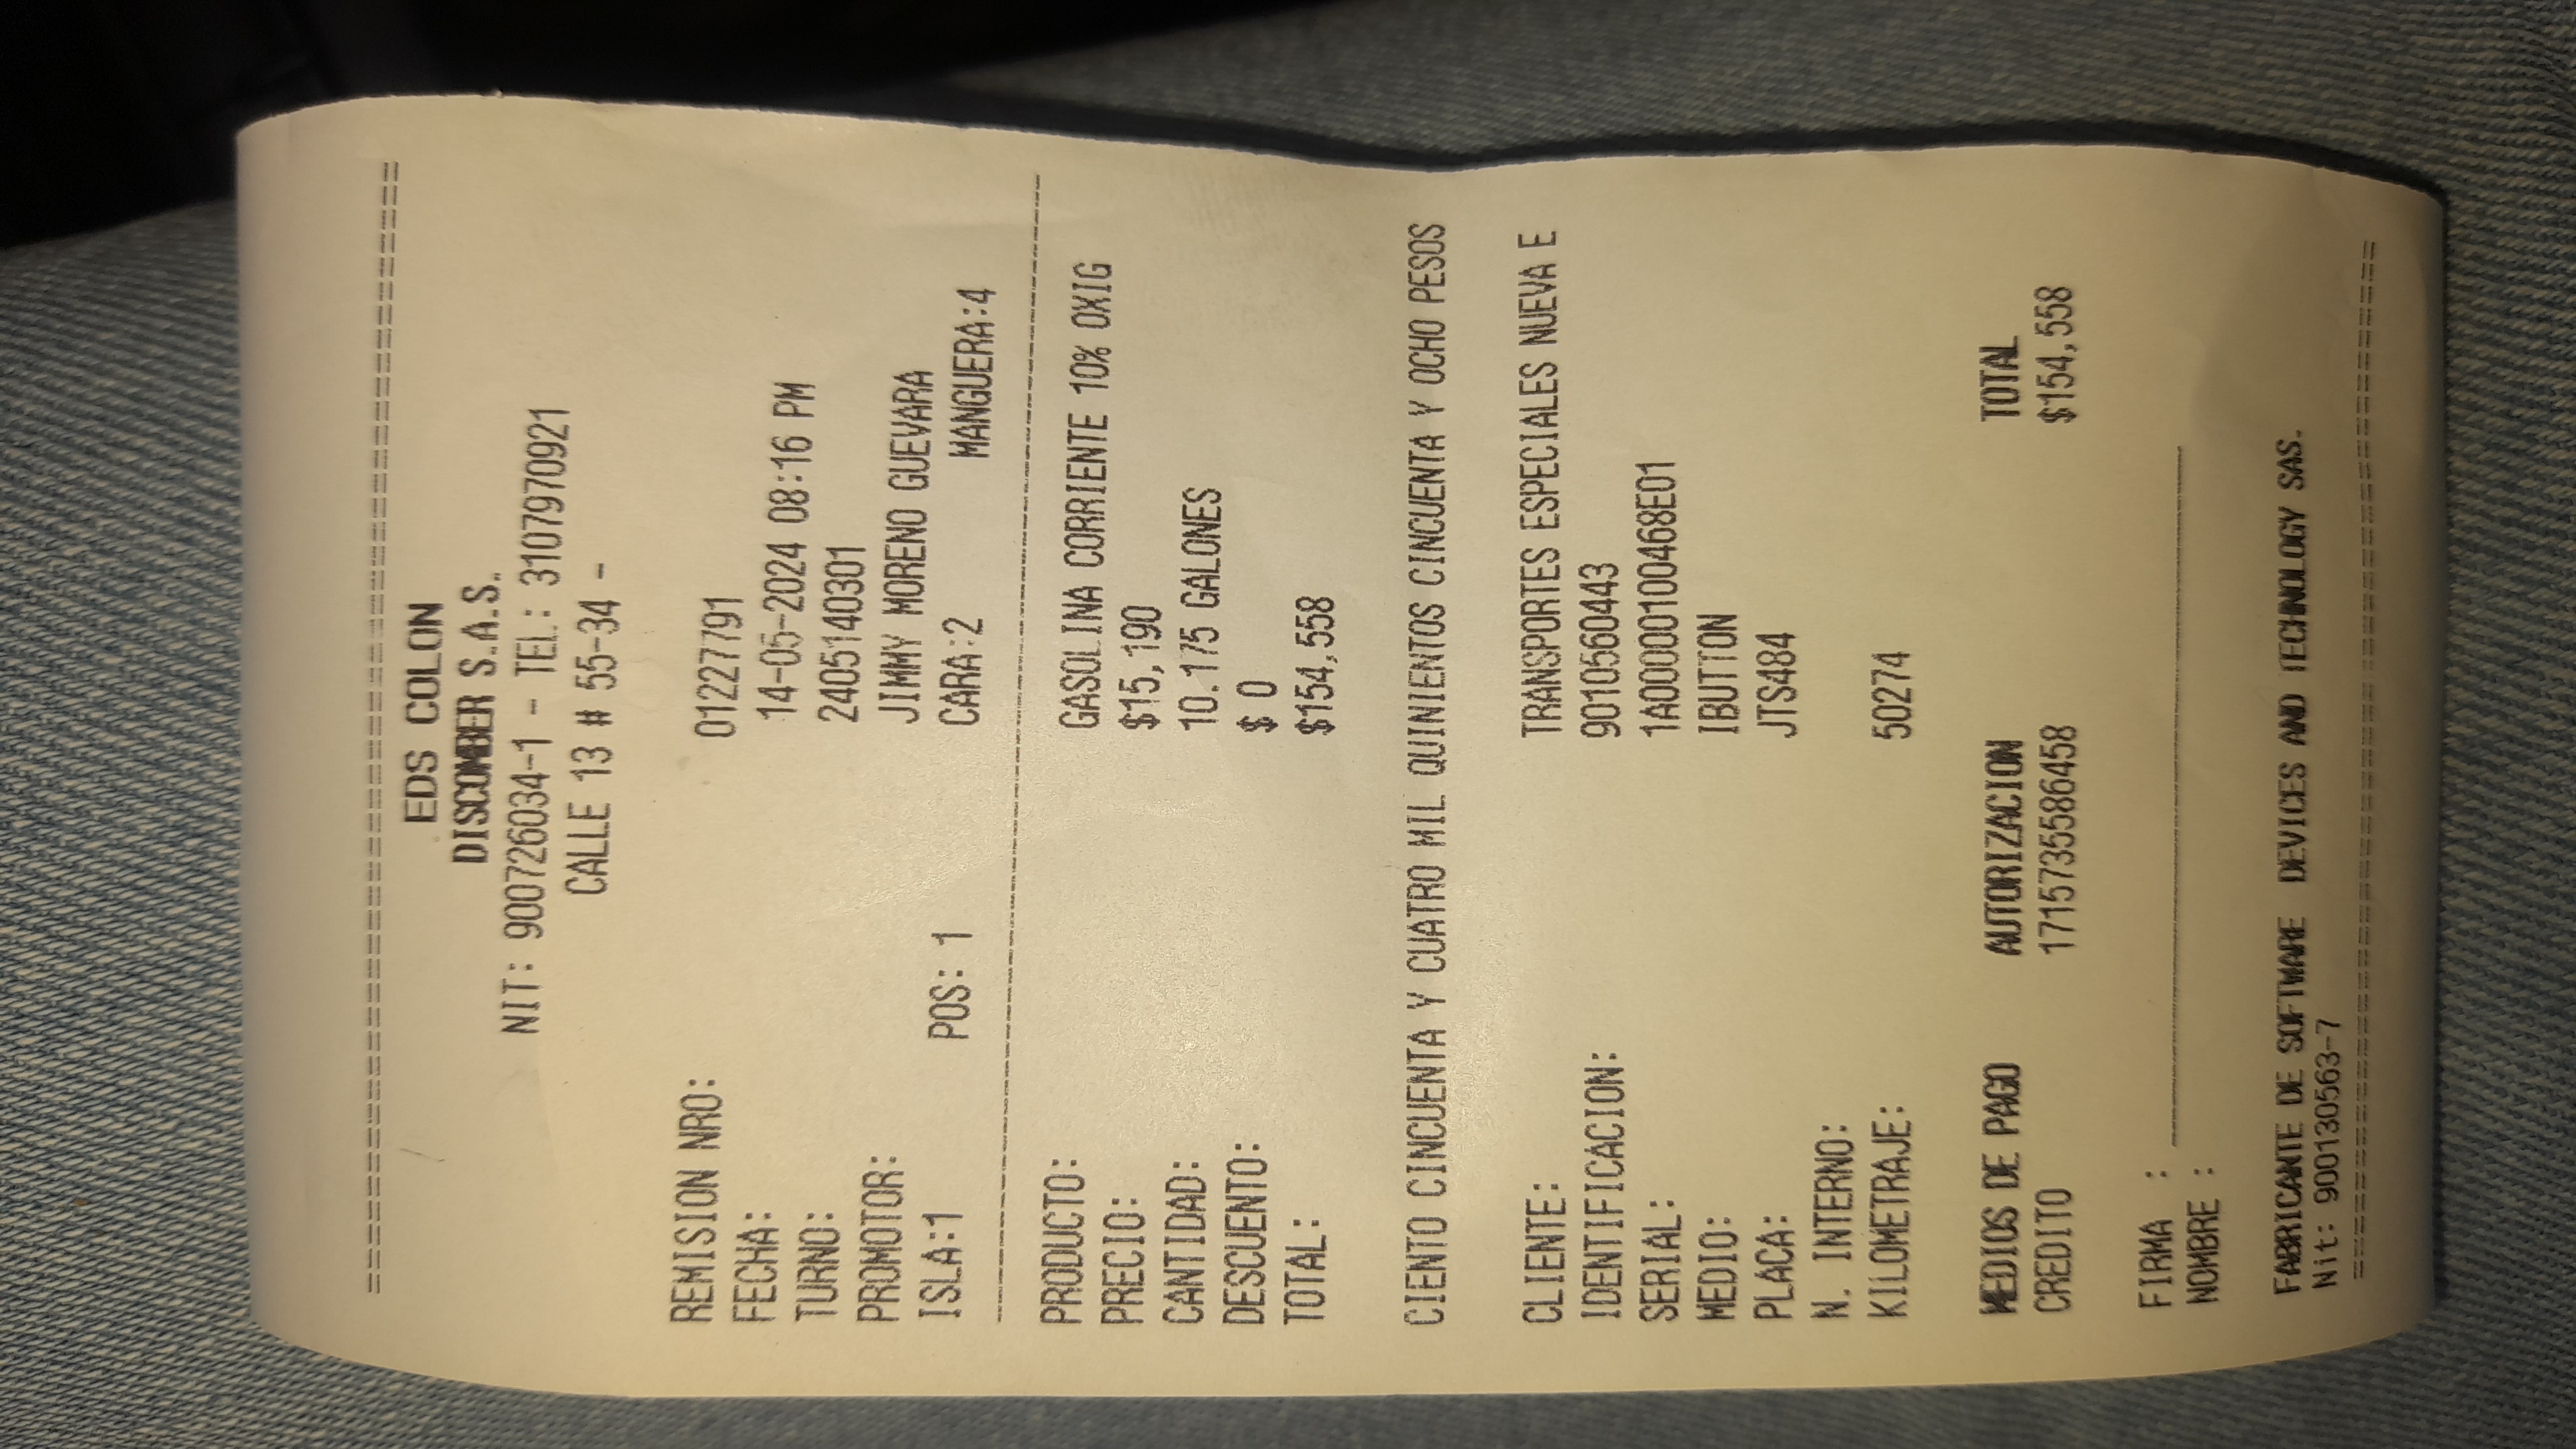 ================================================
EDS COLON
DISCOMBER S.A.S.
NIT: 900726034-1 - TEL: 3107970921
CALLE 13 # 55-34 -
REMISION NRO: 01227791
FECHA: 14-05-2024 08:16 PM
TURNO: 240514030​1
PROMOTOR: JIMMY MORENO GUEVARA
ISLA:1 POS: 1 CARA:2 MANGUERA:4
PRODUCTO: GASOLINA CORRIENTE 10% OXIG
PRECIO: $15,190
CANTIDAD: 10.175 GALONES
DESCUENTO: $ 0
TOTAL: $154,558
CIENTO CINCUENTA Y CUATRO MIL QUINIENTOS CINCUENTA Y OCHO PESOS
CLIENTE: TRANSPORTES ESPECIALES NUEVA E
IDENTIFICACION: 9010560443
SERIAL: 1A00000100468E01
MEDIO: IBUTTON
PLACA: JTS484
N. INTERNO:
KILOMETRAJE: 50274
MEDIOS DE PAGO AUTORIZACION TOTAL
CREDITO 1715735586458 $154,558
FIRMA :
NOMBRE :
FABRICANTE DE SOFTWARE DEVICES AND TECHNOLOGY SAS.
Nit: 900130563-7
================================================